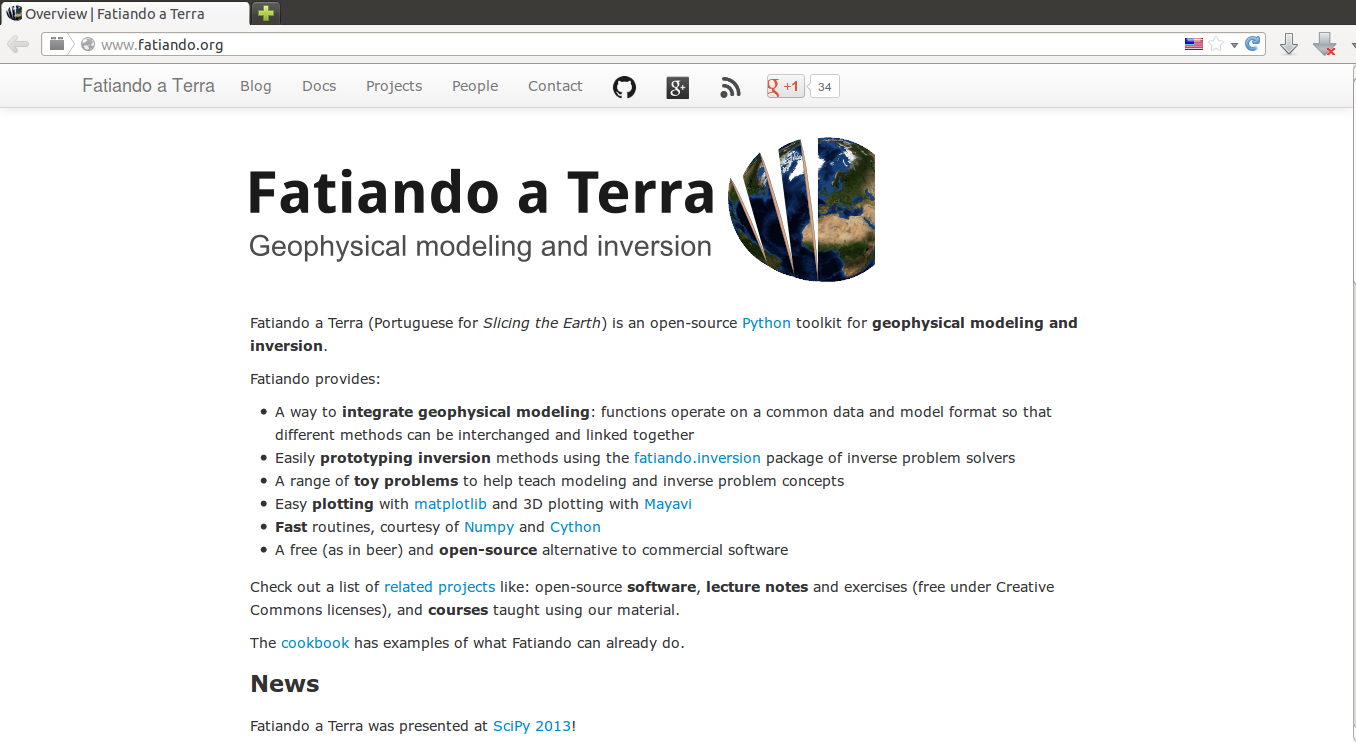 Overview | Fatiando a Terra
www.fatiando.org
Fatiando a Terra Blog Docs Projects People Contact g+ g +1 34
Fatiando a Terra
Geophysical modeling and inversion
Fatiando a Terra (Portuguese for Slicing the Earth) is an open-source Python toolkit for geophysical modeling and
inversion.
Fatiando provides:
• A way to integrate geophysical modeling: functions operate on a common data and model format so that
different methods can be interchanged and linked together
• Easily prototyping inversion methods using the fatiando.inversion package of inverse problem solvers
• A range of toy problems to help teach modeling and inverse problem concepts
• Easy plotting with matplotlib and 3D plotting with Mayavi
• Fast routines, courtesy of Numpy and Cython
• A free (as in beer) and open-source alternative to commercial software
Check out a list of related projects like: open-source software, lecture notes and exercises (free under Creative
Commons licenses), and courses taught using our material.
The cookbook has examples of what Fatiando can already do.
News
Fatiando a Terra was presented at SciPy 2013!